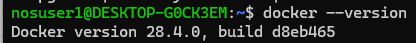 nosuser1@DESKTOP-G0CK3EM:~$ docker --version
Docker version 28.4.0, build d8eb465